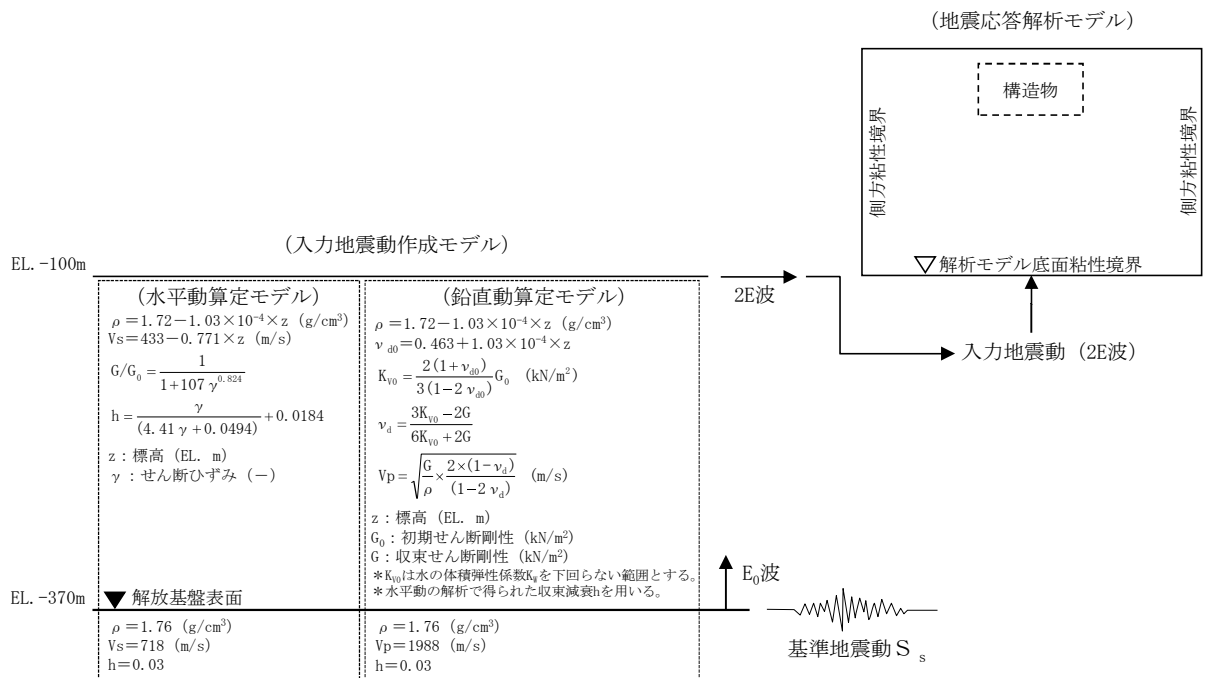 (地震応答解析モデル)
構造物
側方粘性境界
側方粘性境界
▽解析モデル底面粘性境界
(入力地震動作成モデル)
EL. -100m
2E波
入力地震動 (2E波)
(水平動算定モデル)
ρ=1.72-1.03×10⁻⁴×z (g/cm³)
Vs=433-0.771×z (m/s)
G/G₀=1/(1+107γ^0.824)
h=γ/(4.41γ+0.0494)+0.0184
z:標高 (EL. m)
γ:せん断ひずみ (-)
(鉛直動算定モデル)
ρ=1.72-1.03×10⁻⁴×z (g/cm³)
ν_d0=0.463+1.03×10⁻⁴×z
K_V0=2(1+ν_d0)/3(1-2ν_d0) G₀ (kN/m²)
ν_d=(3K_V0-2G)/(6K_V0+2G)
Vp=√(G/ρ×2×(1-ν_d)/(1-2ν_d)) (m/s)
z:標高 (EL. m)
G₀:初期せん断剛性 (kN/m²)
G:収束せん断剛性 (kN/m²)
*K_V0は水の体積弾性係数K_Wを下回らない範囲とする。
*水平動の解析で得られた収束減衰hを用いる。
E₀波
EL. -370m
▼解放基盤表面
ρ=1.76 (g/cm³)
Vs=718 (m/s)
h=0.03
ρ=1.76 (g/cm³)
Vp=1988 (m/s)
h=0.03
基準地震動Ss